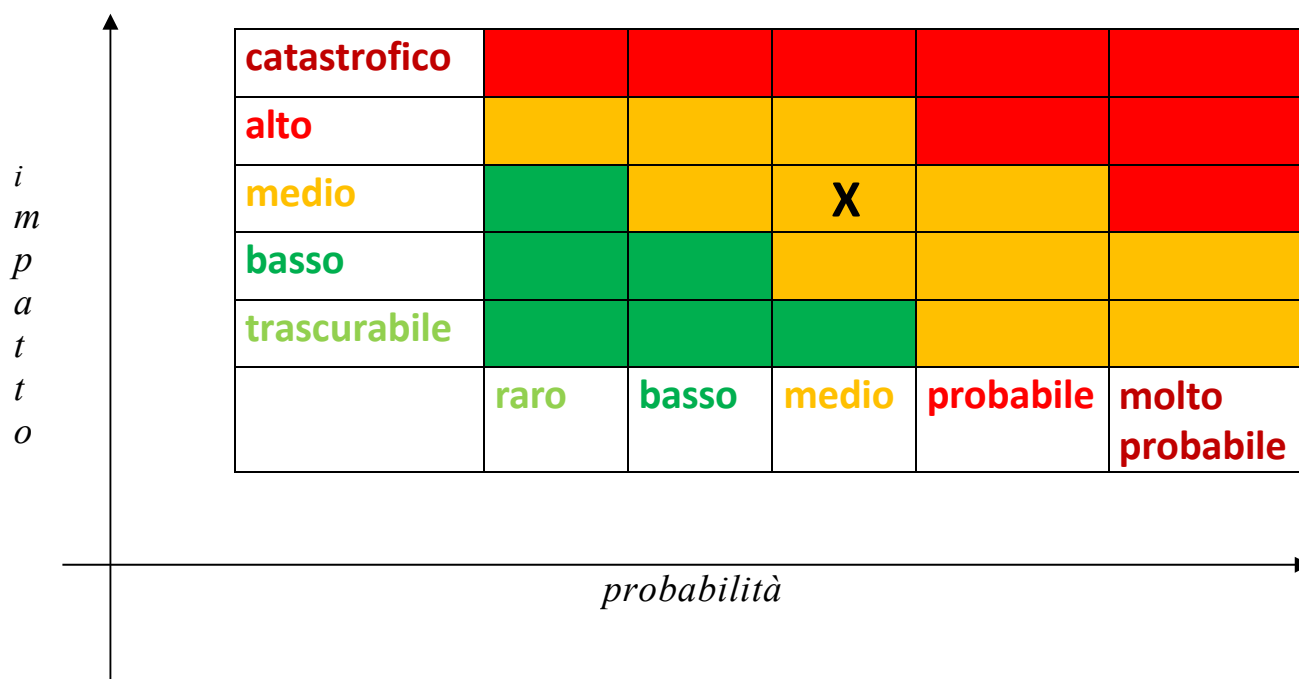 catastrofico
alto
medio
X
basso
trascurabile
raro
basso
medio
probabile
molto
probabile
i
m
p
a
t
t
o
probabilità